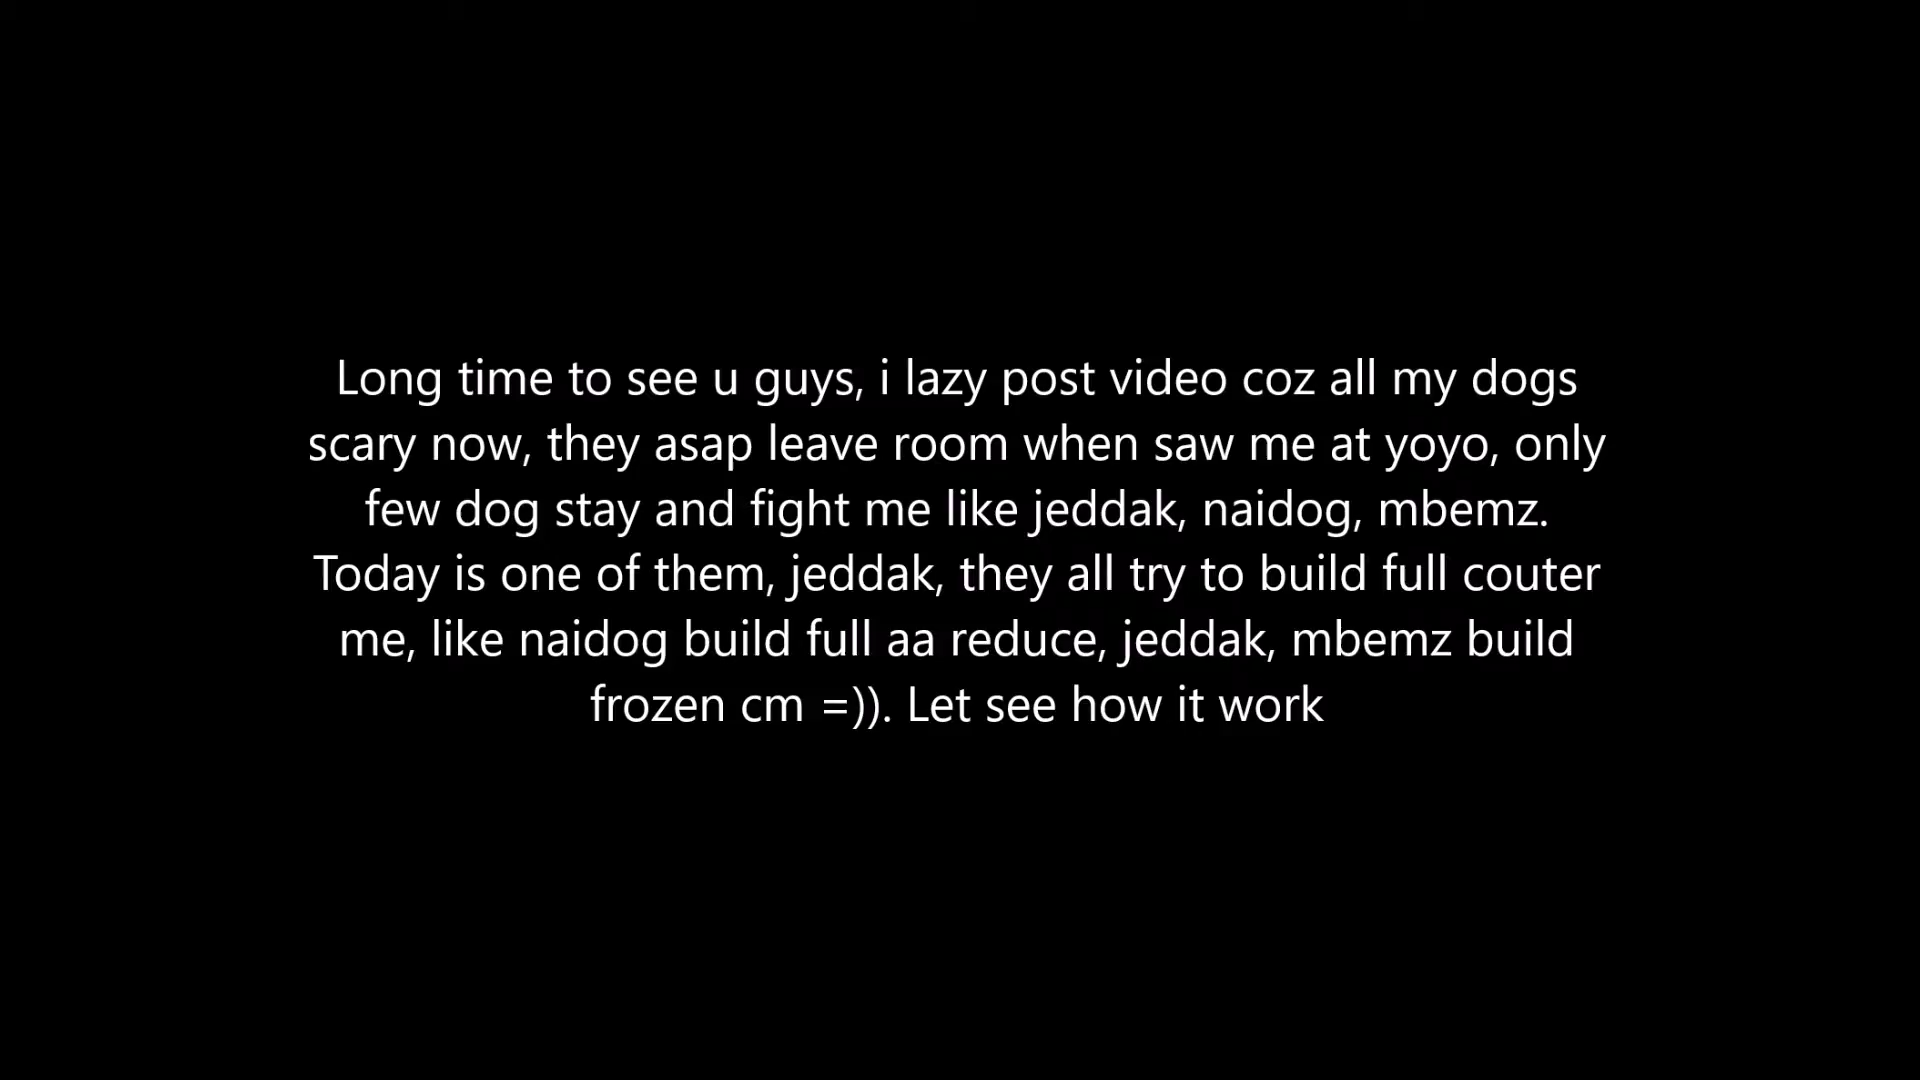 Long time to see u guys, i lazy post video coz all my dogs
scary now, they asap leave room when saw me at yoyo, only
few dog stay and fight me like jeddak, naidog, mbemz.
Today is one of them, jeddak, they all try to build full couter
me, like naidog build full aa reduce, jeddak, mbemz build
frozen cm =)). Let see how it work